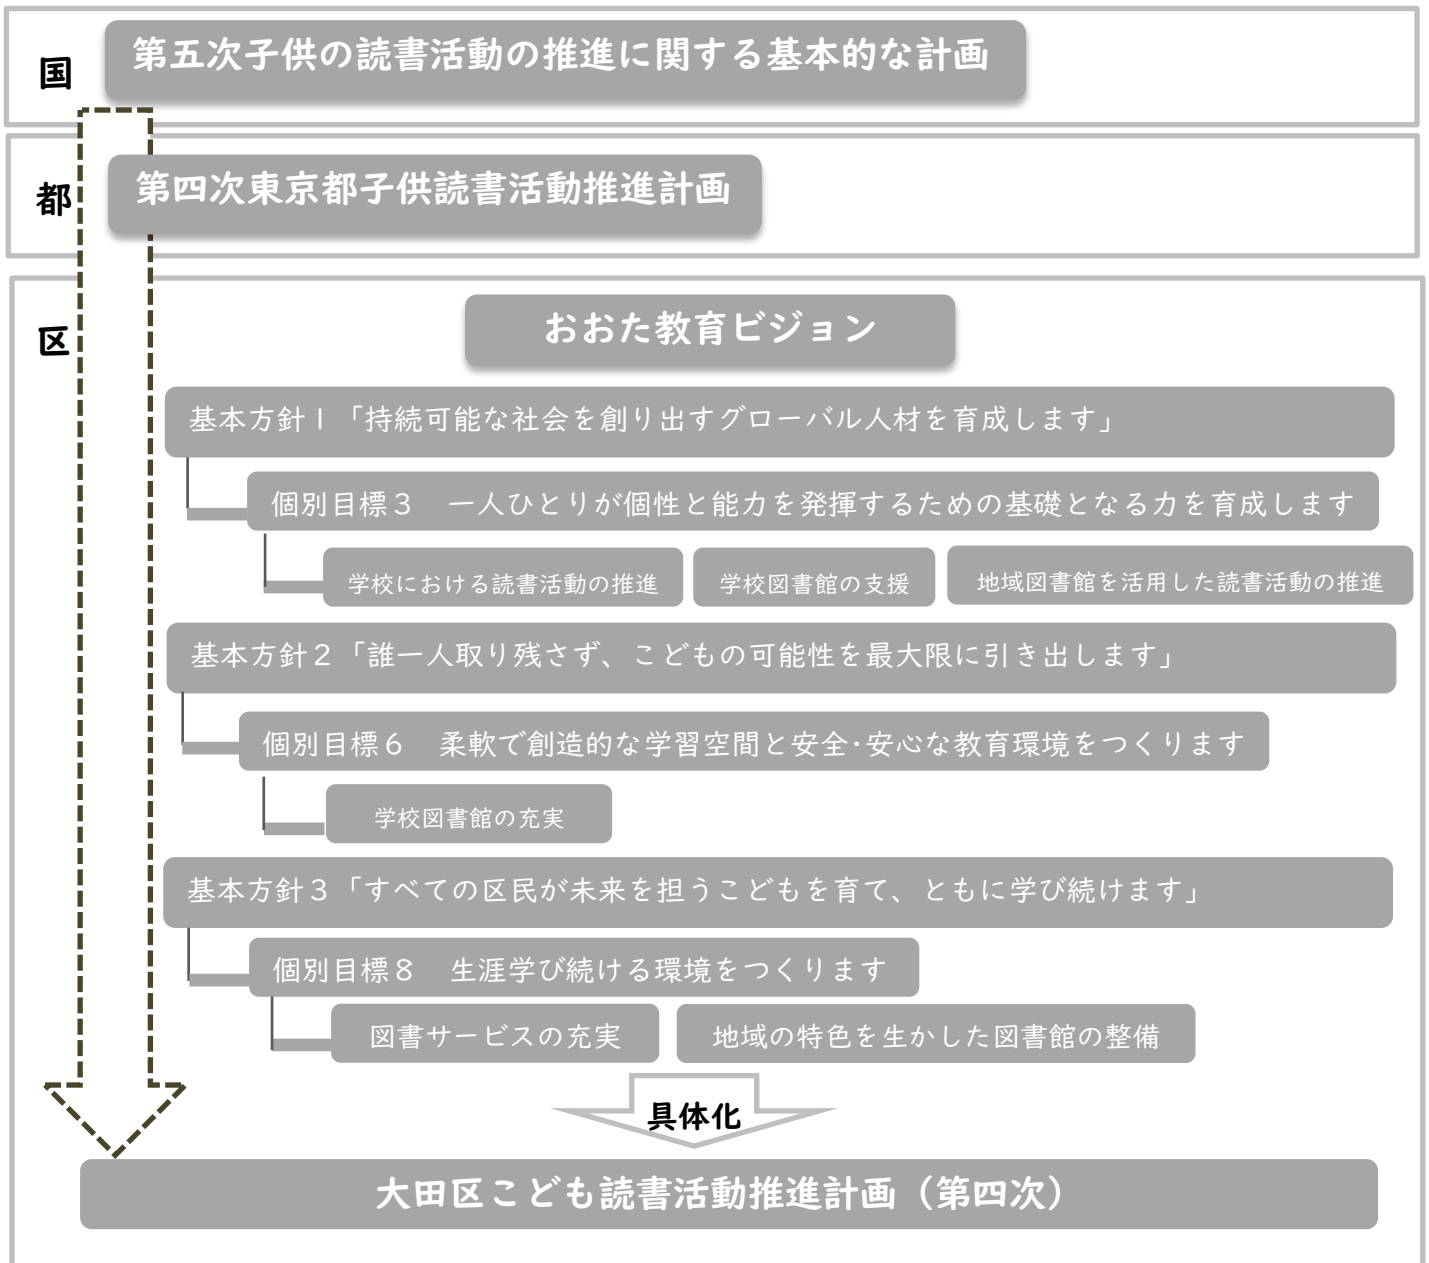 国
第五次子供の読書活動の推進に関する基本的な計画
都
第四次東京都子供読書活動推進計画
区
おおた教育ビジョン
基本方針1「持続可能な社会を創り出すグローバル人材を育成します」
個別目標3　一人ひとりが個性と能力を発揮するための基礎となる力を育成します
学校における読書活動の推進
学校図書館の支援
地域図書館を活用した読書活動の推進
基本方針2「誰一人取り残さず、こどもの可能性を最大限に引き出します」
個別目標6　柔軟で創造的な学習空間と安全・安心な教育環境をつくります
学校図書館の充実
基本方針3「すべての区民が未来を担うこどもを育て、ともに学び続けます」
個別目標8　生涯学び続ける環境をつくります
図書サービスの充実
地域の特色を生かした図書館の整備
具体化
大田区こども読書活動推進計画（第四次）